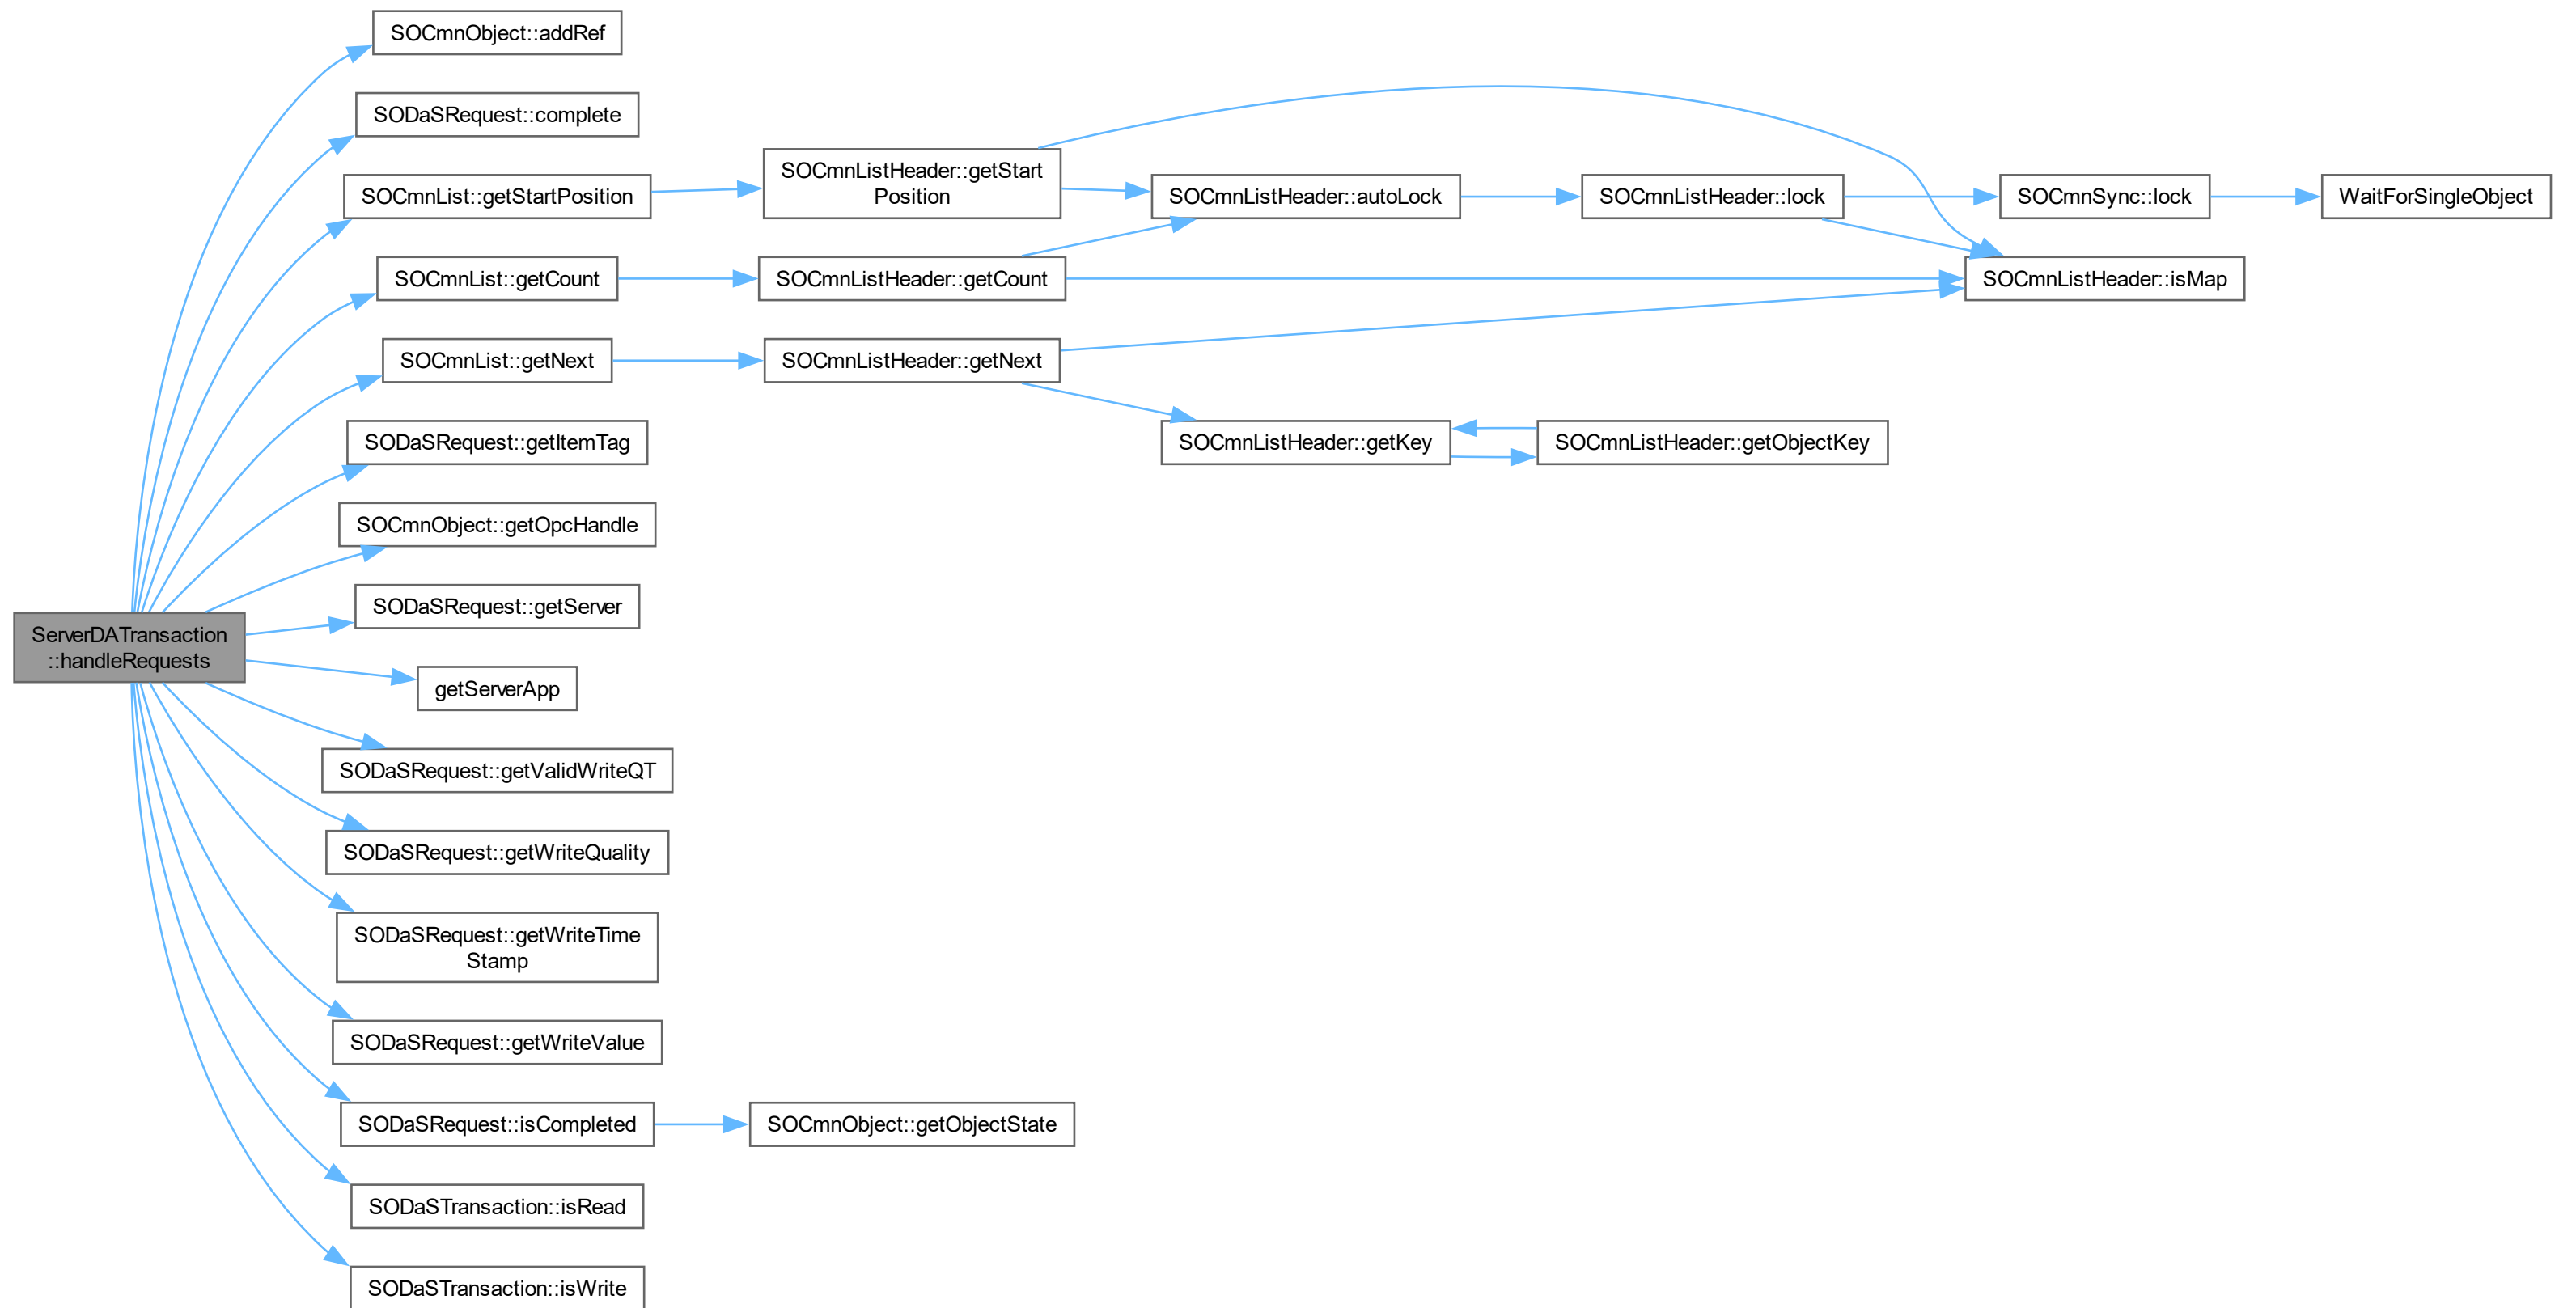 SOCmnObject::addRef
SODaSRequest::complete
SOCmnList::getStartPosition
SOCmnListHeader::getStart
Position
SOCmnListHeader::autoLock
SOCmnListHeader::lock
SOCmnSync::lock
WaitForSingleObject
SOCmnList::getCount
SOCmnListHeader::getCount
SOCmnListHeader::isMap
SOCmnList::getNext
SOCmnListHeader::getNext
SODaSRequest::getItemTag
SOCmnListHeader::getKey
SOCmnListHeader::getObjectKey
SOCmnObject::getOpcHandle
SODaSRequest::getServer
ServerDATransaction
::handleRequests
getServerApp
SODaSRequest::getValidWriteQT
SODaSRequest::getWriteQuality
SODaSRequest::getWriteTime
Stamp
SODaSRequest::getWriteValue
SODaSRequest::isCompleted
SOCmnObject::getObjectState
SODaSTransaction::isRead
SODaSTransaction::isWrite